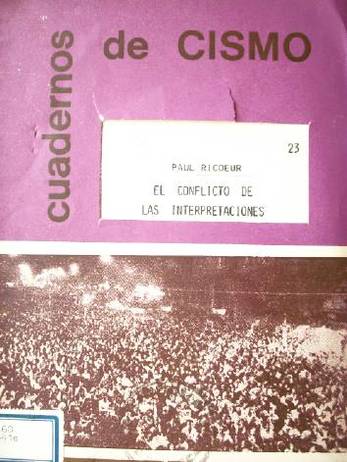 cuadernos
de CISMO
23
PAUL RICOEUR
EL CONFLICTO DE
LAS INTERPRETACIONES